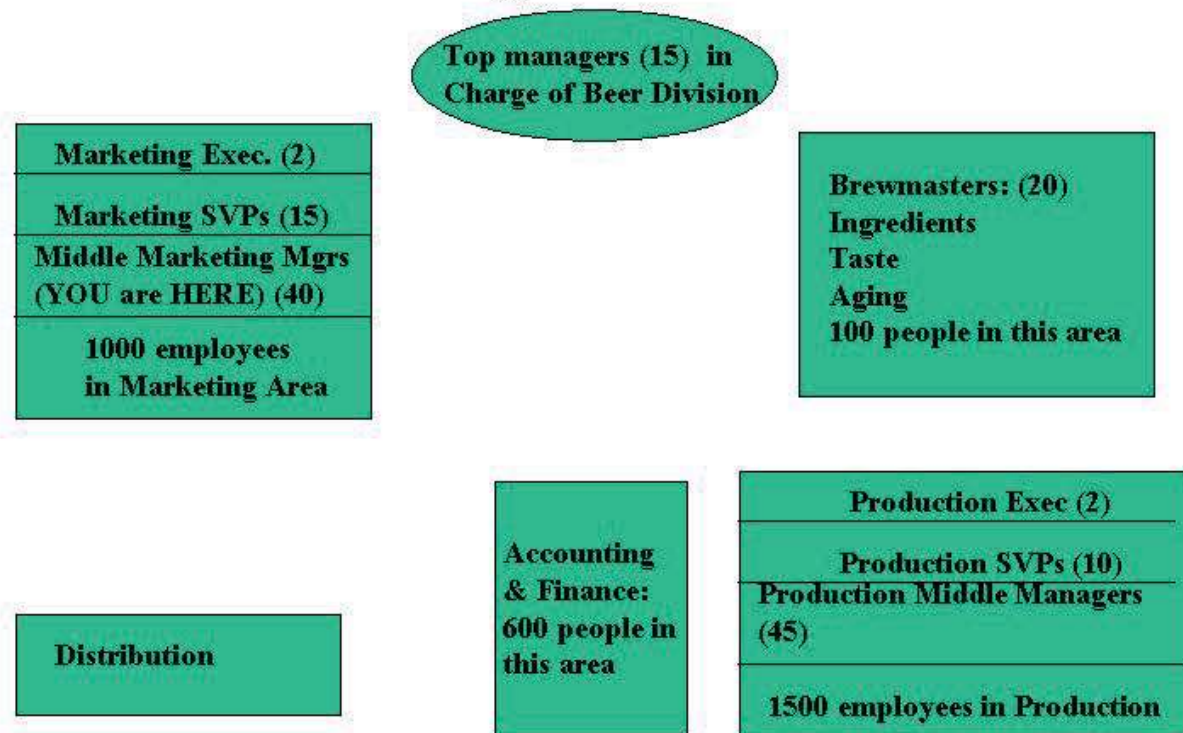 Top managers (15) in
Charge of Beer Division
Marketing Exec. (2)
Marketing SVPs (15)
Middle Marketing Mgrs
(YOU are HERE) (40)
1000 employees
in Marketing Area
Brewmasters: (20)
Ingredients
Taste
Aging
100 people in this area
Distribution
Accounting
& Finance:
600 people in
this area
Production Exec (2)
Production SVPs (10)
Production Middle Managers
(45)
1500 employees in Production